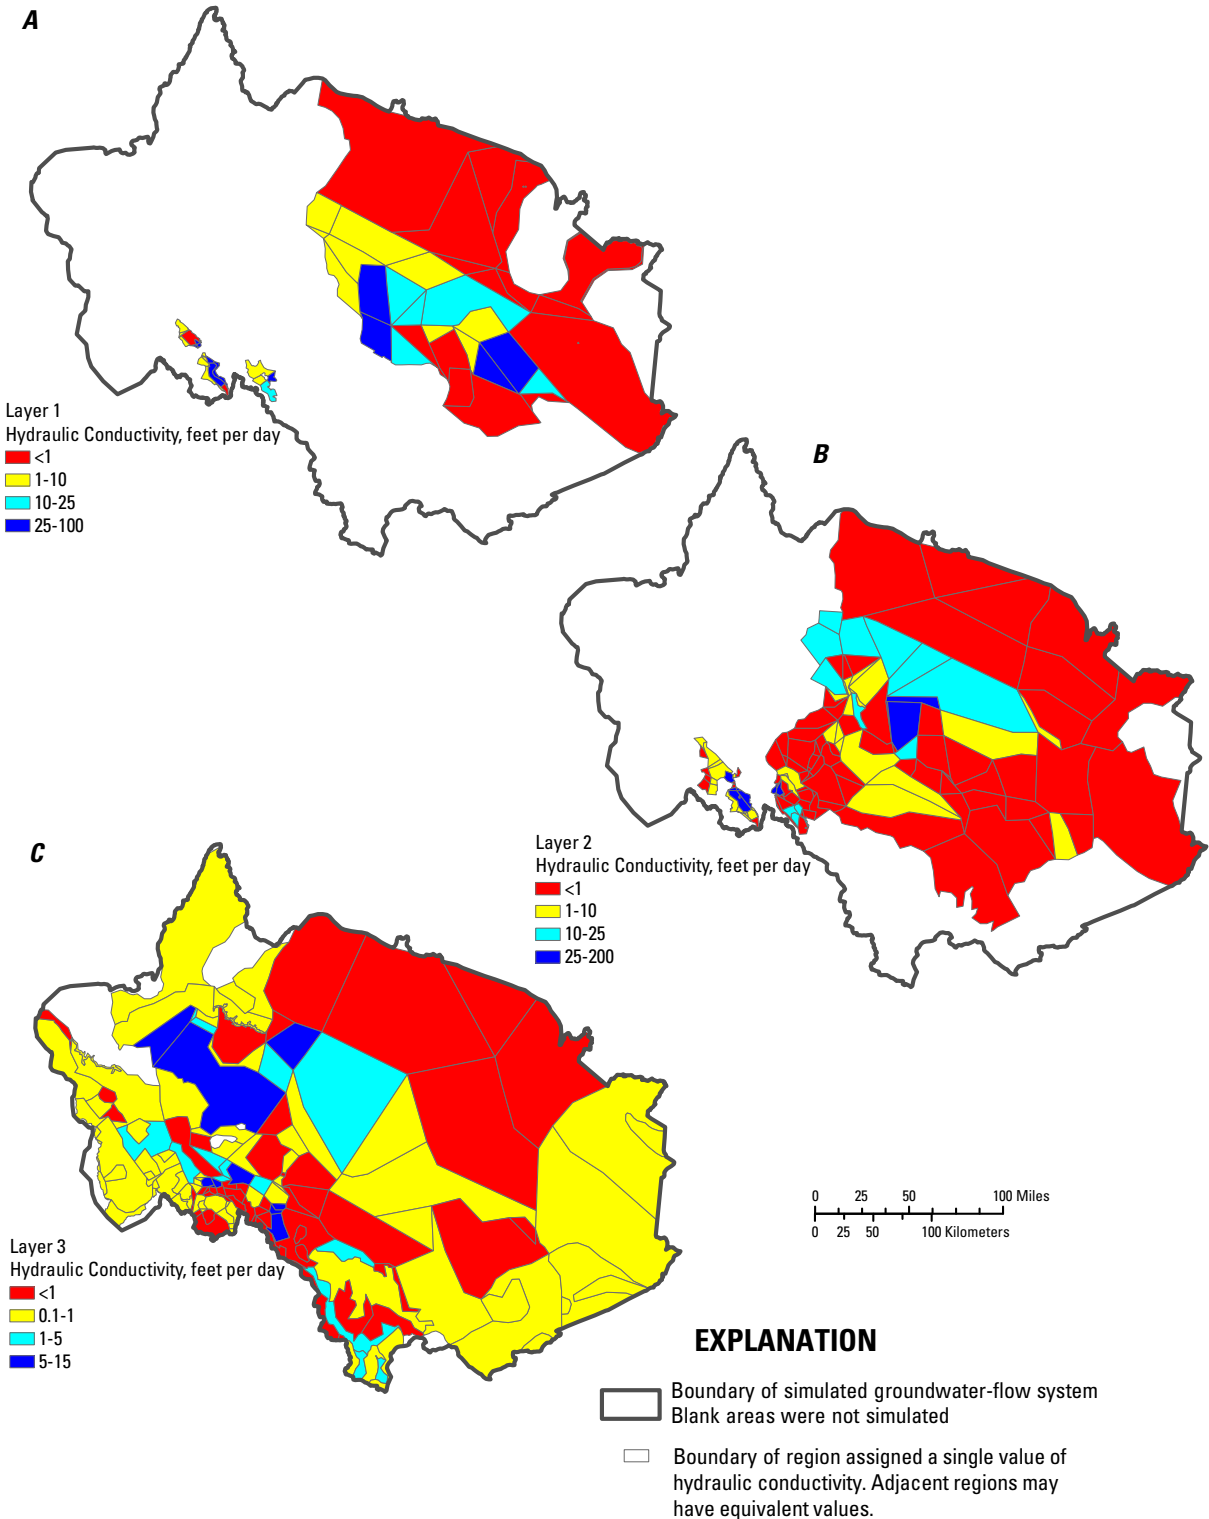 A
Layer 1
Hydraulic Conductivity, feet per day
<1
1-10
10-25
25-100
B
Layer 2
Hydraulic Conductivity, feet per day
<1
1-10
10-25
25-200
C
Layer 3
Hydraulic Conductivity, feet per day
<1
0.1-1
1-5
5-15
0 25 50 100 Miles
0 25 50 100 Kilometers
EXPLANATION
Boundary of simulated groundwater-flow system
Blank areas were not simulated
Boundary of region assigned a single value of
hydraulic conductivity. Adjacent regions may
have equivalent values.